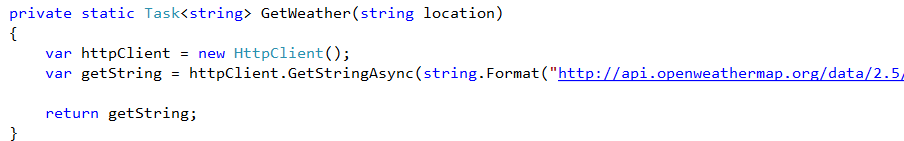 private static Task<string> GetWeather(string location)
{
var httpClient = new HttpClient();
var getString = httpClient.GetStringAsync(string.Format("http://api.openweathermap.org/data/2.5/
return getString;
}